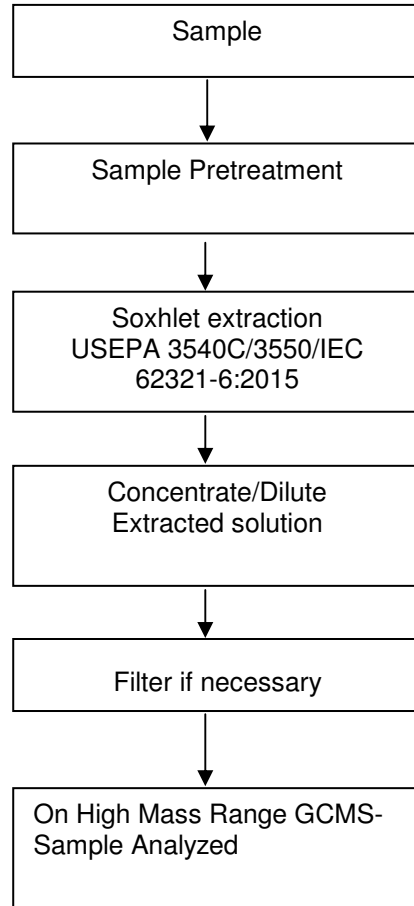 Sample
Sample Pretreatment
Soxhlet extraction
USEPA 3540C/3550/IEC
62321-6:2015
Concentrate/Dilute
Extracted solution
Filter if necessary
On High Mass Range GCMS-
Sample Analyzed